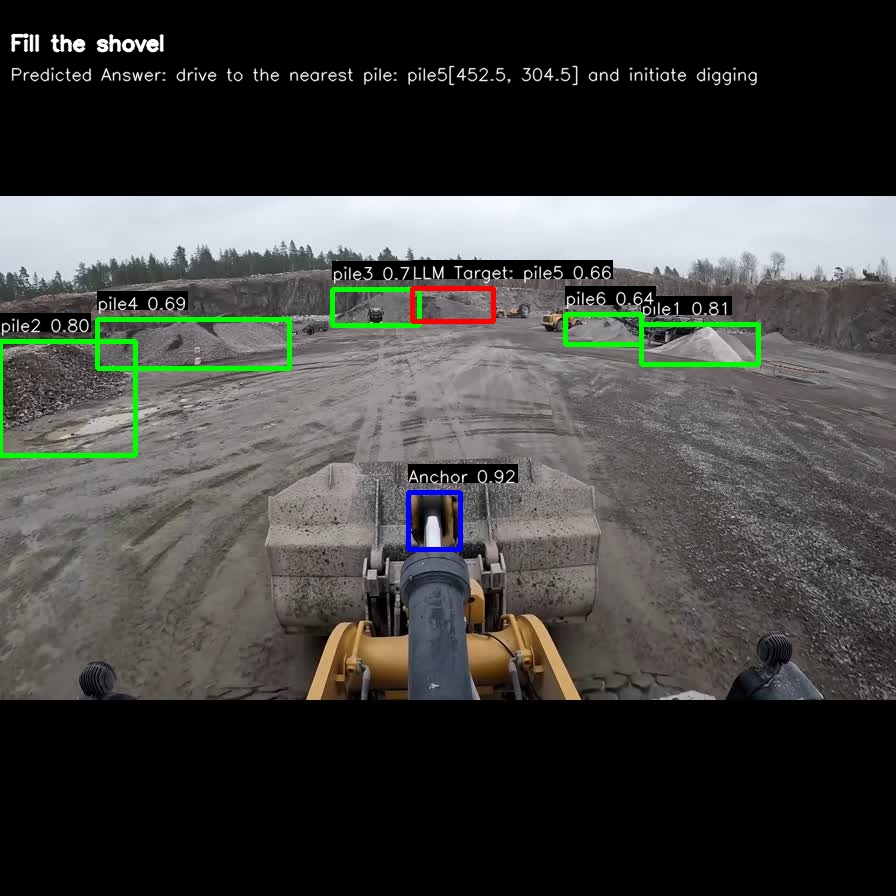 Fill the shovel
Predicted Answer: drive to the nearest pile: pile5[452.5, 304.5] and initiate digging
pile3 0.7
LLM Target: pile5 0.66
pile4 0.69
pile6 0.64
pile1 0.81
pile2 0.80
Anchor 0.92